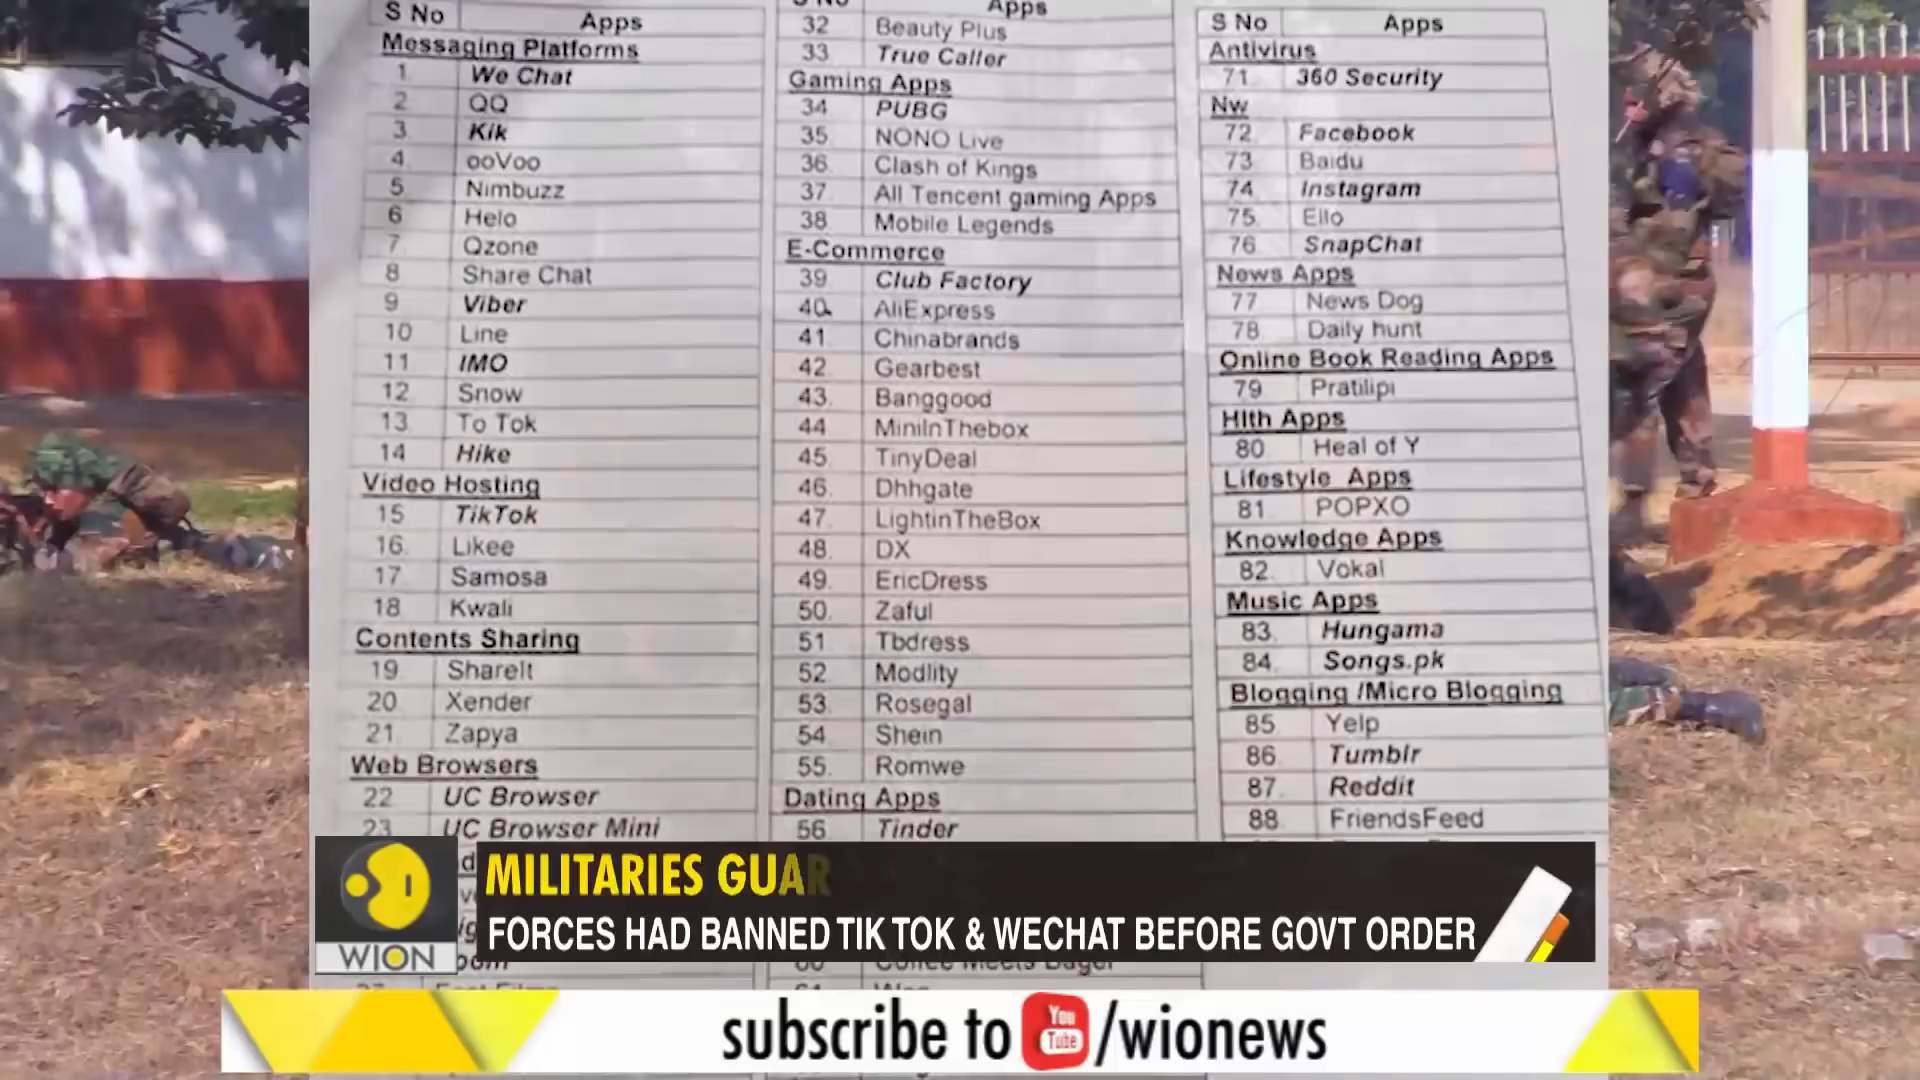 S No Apps
Messaging Platforms
1 We Chat
2 QQ
3. Kik
4. ooVoo
5. Nimbuzz
6 Helo
7. Qzone
8 Share Chat
9 Viber
10 Line
11 IMO
12. Snow
13. To Tok
14 Hike
Video Hosting
15 TikTok
16. Likee
17 Samosa
18 Kwali
Contents Sharing
19 ShareIt
20. Xender
21. Zapya
Web Browsers
22 UC Browser
23. UC Browser Mini
S No Apps
32 Beauty Plus
33 True Caller
Gaming Apps
34 PUBG
35. NONO Live
36. Clash of Kings
37. All Tencent gaming Apps
38. Mobile Legends
E-Commerce
39 Club Factory
40. AliExpress
41 Chinabrands
42. Gearbest
43. Banggood
44 MiniInThebox
45. TinyDeal
46. Dhhgate
47. LightinTheBox
48. DX
49. EricDress
50. Zaful
51 Tbdress
52. Modlity
53. Rosegal
54 Shein
55. Romwe
Dating Apps
56. Tinder
60 Coffee Meets Bagel
61 Woo
S No Apps
Antivirus
71. 360 Security
Nw
72. Facebook
73 Baidu
74. Instagram
75. Ello
76. SnapChat
News Apps
77 News Dog
78. Daily hunt
Online Book Reading Apps
79. Pratilipi
Hlth Apps
80. Heal of Y
Lifestyle Apps
81. POPXO
Knowledge Apps
82. Vokal
Music Apps
83. Hungama
84. Songs.pk
Blogging /Micro Blogging
85. Yelp
86. Tumblr
87. Reddit
88. FriendsFeed
MILITARIES GUAR
FORCES HAD BANNED TIK TOK & WECHAT BEFORE GOVT ORDER
WION
subscribe to You Tube /wionews